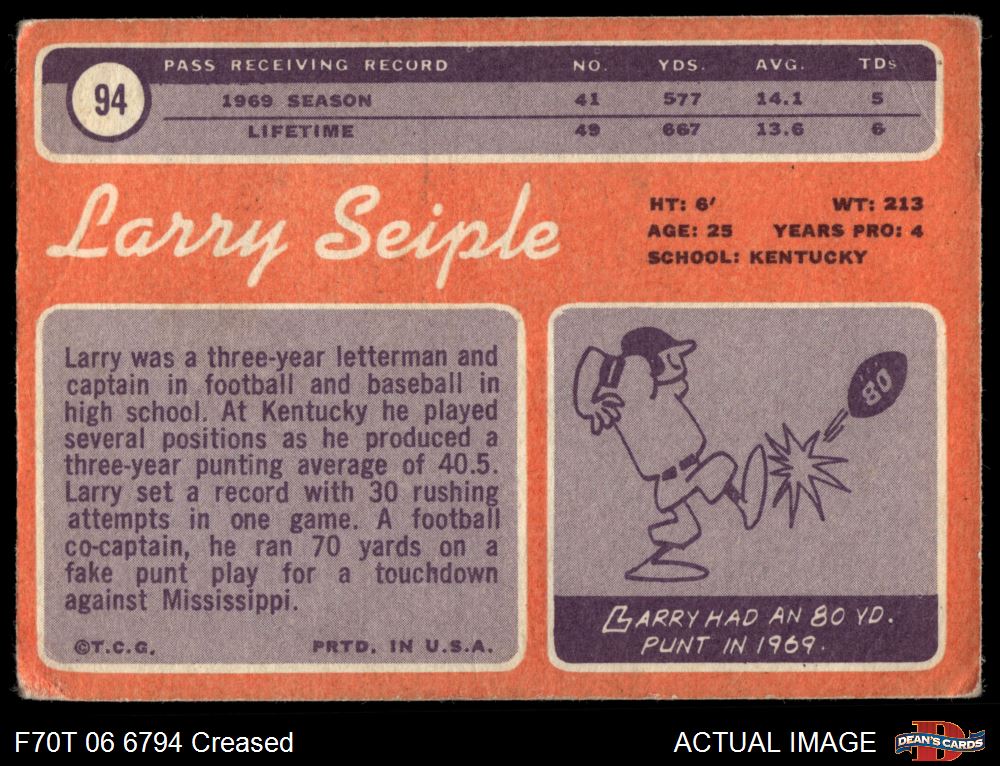 94
PASS RECEIVING RECORD NO. YDS. AVG. TDs
1969 SEASON 41 577 14.1 5
LIFETIME 49 667 13.6 6
Larry Seiple
HT: 6' WT: 213
AGE: 25 YEARS PRO: 4
SCHOOL: KENTUCKY
Larry was a three-year letterman and
captain in football and baseball in
high school. At Kentucky he played
several positions as he produced a
three-year punting average of 40.5.
Larry set a record with 30 rushing
attempts in one game. A football
co-captain, he ran 70 yards on a
fake punt play for a touchdown
against Mississippi.
©T.C.G. PRTD. IN U.S.A.
80
LARRY HAD AN 80 YD.
PUNT IN 1969.
F70T 06 6794 Creased
ACTUAL IMAGE
D
DEAN'S CARDS